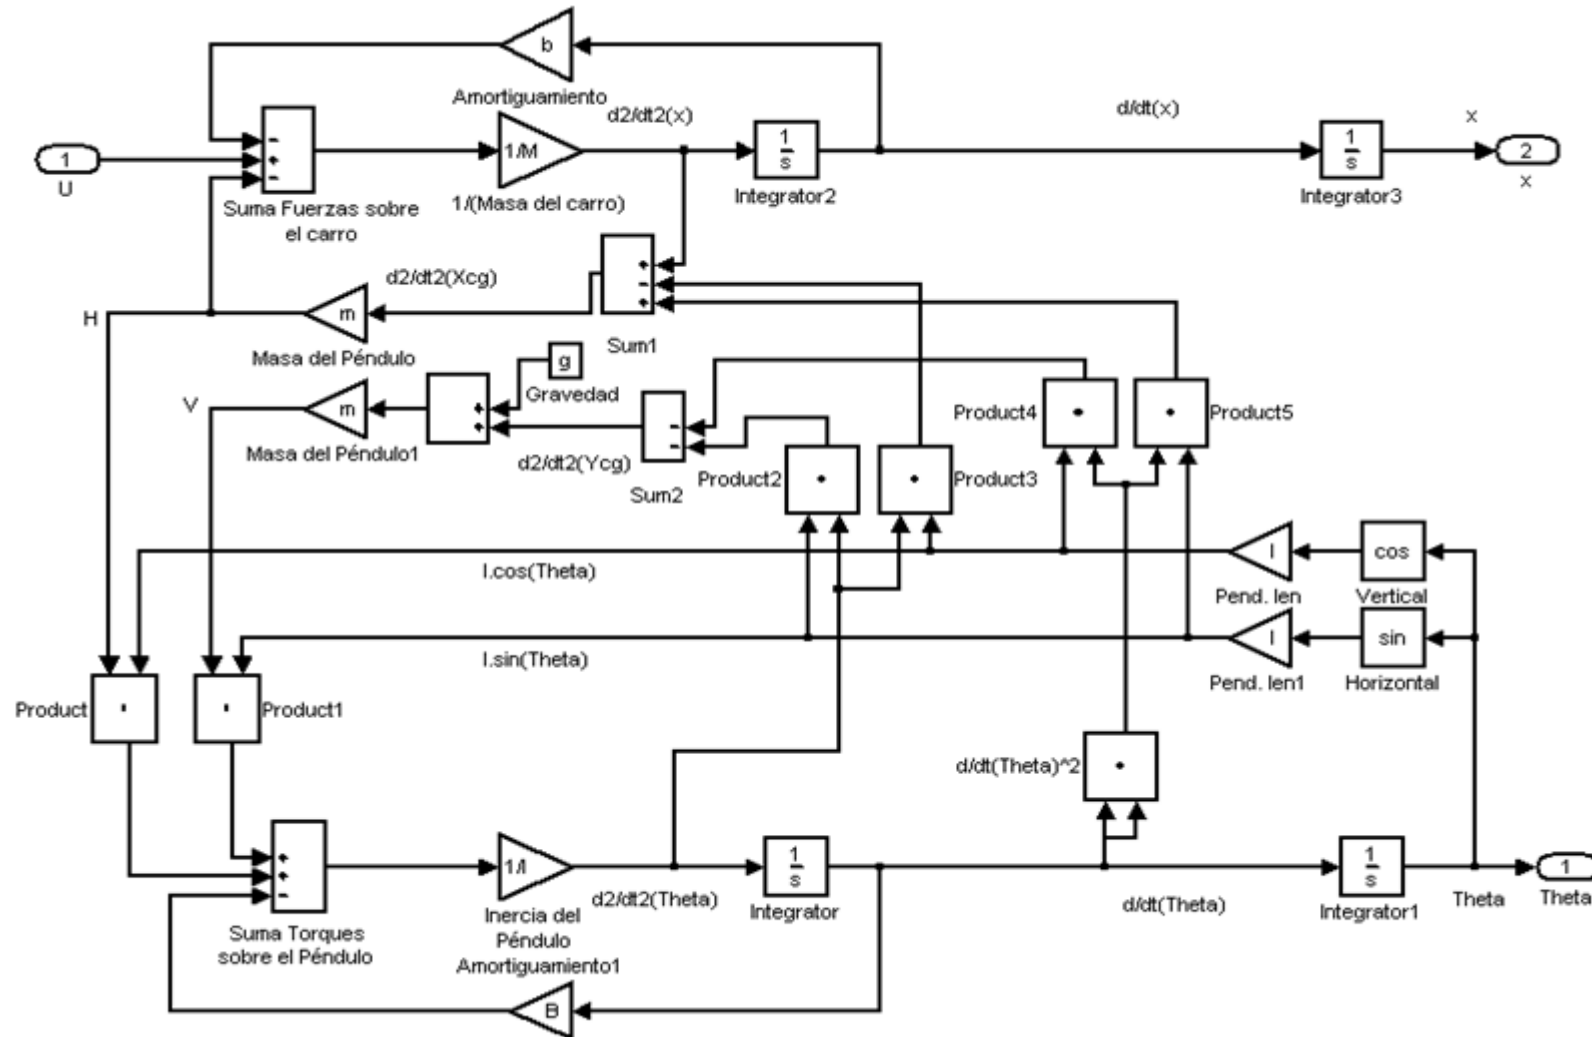 b
Amortiguamiento
d2/dt2(x)
d/dt(x)
x
1
U
-
+
-
1/M
1
s
1
s
2
x
Integrator2
Integrator3
Suma Fuerzas sobre
el carro
1/(Masa del carro)
+
-
+
d2/dt2(Xcg)
H
m
Masa del Péndulo
Sum1
g
Gravedad
V
m
Masa del Péndulo1
+
+
d2/dt2(Ycg)
-
-
Sum2
Product4
Product5
Product2
Product3
l.cos(Theta)
l
Pend. len
cos
Vertical
l.sin(Theta)
l
Pend. len1
sin
Horizontal
Product
Product1
d/dt(Theta)^2
+
+
-
Suma Torques
sobre el Péndulo
1/I
Inercia del
Péndulo
d2/dt2(Theta)
1
s
Integrator
d/dt(Theta)
1
s
Integrator1
Theta
1
Theta
Amortiguamiento1
B